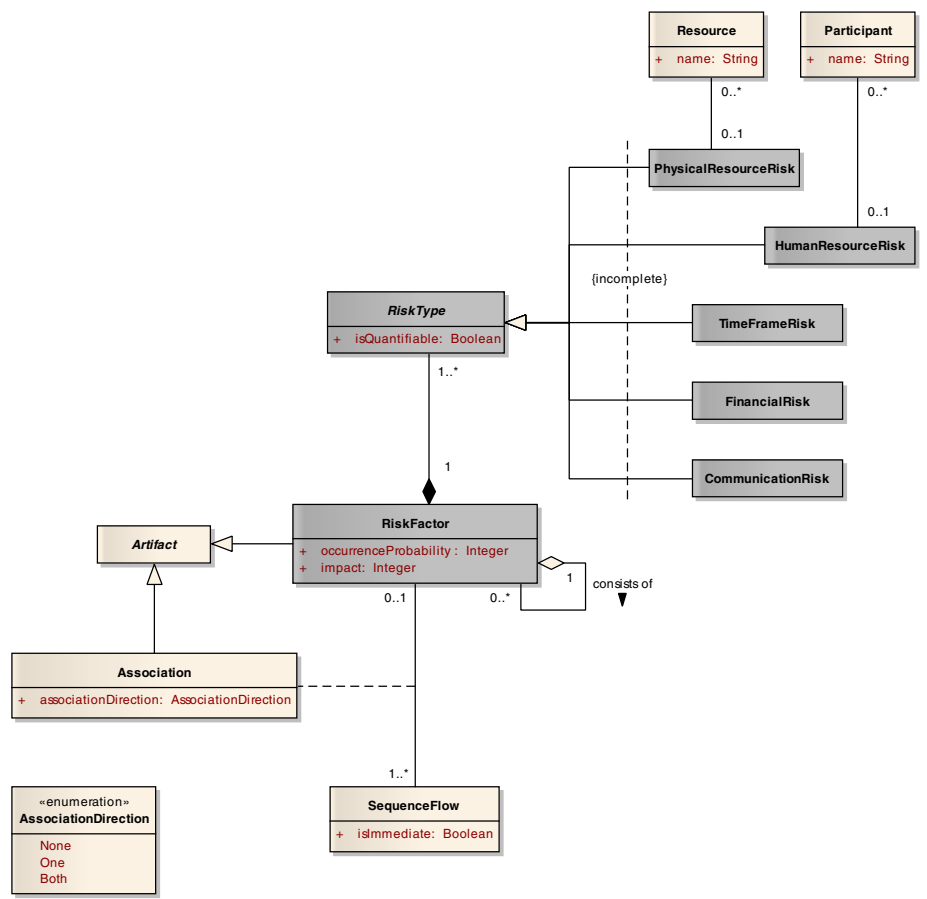 Resource
+ name: String
Participant
+ name: String
0..*
0..*
0..1
PhysicalResourceRisk
0..1
HumanResourceRisk
{incomplete}
RiskType
+ isQuantifiable: Boolean
TimeFrameRisk
1..*
FinancialRisk
1
CommunicationRisk
RiskFactor
+ occurrenceProbability : Integer
+ impact: Integer
Artifact
1
consists of
0..1
0..*
Association
+ associationDirection: AssociationDirection
1..*
«enumeration»
AssociationDirection
None
One
Both
SequenceFlow
+ isImmediate: Boolean